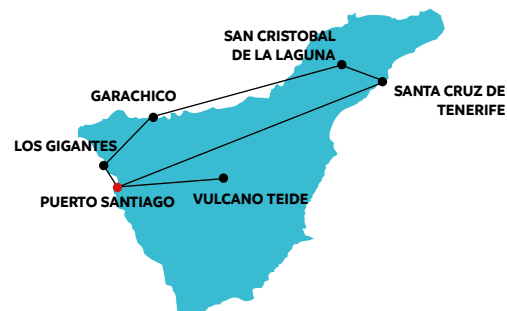 SAN CRISTOBAL
DE LA LAGUNA
SANTA CRUZ DE
TENERIFE
GARACHICO
LOS GIGANTES
PUERTO SANTIAGO
VULCANO TEIDE